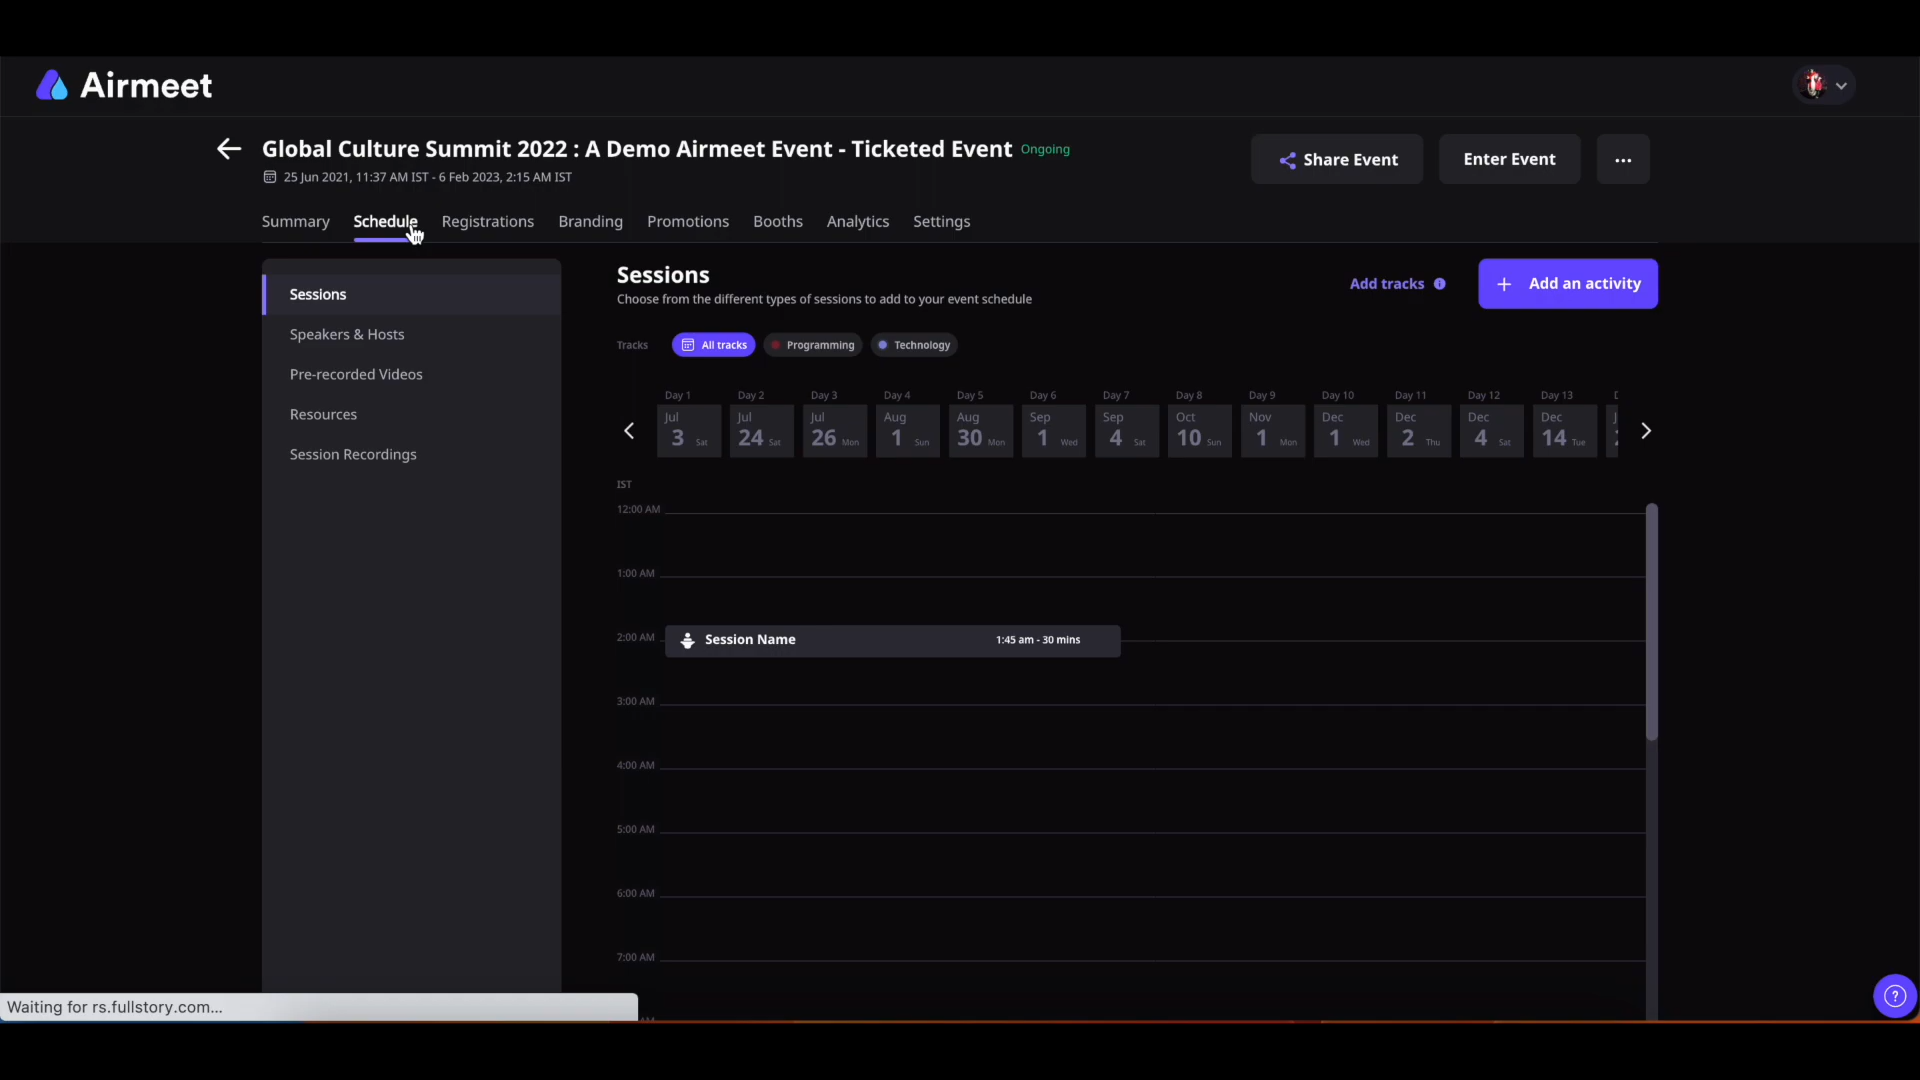 Airmeet
Global Culture Summit 2022 : A Demo Airmeet Event - Ticketed Event Ongoing
25 Jun 2021, 11:37 AM IST - 6 Feb 2023, 2:15 AM IST
Share Event
Enter Event
...
Summary Schedule Registrations Branding Promotions Booths Analytics Settings
Sessions
Speakers & Hosts
Pre-recorded Videos
Resources
Session Recordings
Sessions
Choose from the different types of sessions to add to your event schedule
Add tracks
+ Add an activity
Tracks All tracks Programming Technology
Day 1 Day 2 Day 3 Day 4 Day 5 Day 6 Day 7 Day 8 Day 9 Day 10 Day 11 Day 12 Day 13
Jul Jul Jul Aug Aug Sep Sep Oct Nov Dec Dec Dec Dec
3 Sat 24 Sat 26 Mon 1 Sun 30 Mon 1 Wed 4 Sat 10 Sun 1 Mon 1 Wed 2 Thu 4 Sat 14 Tue
IST
12:00 AM
1:00 AM
2:00 AM
Session Name 1:45 am - 30 mins
3:00 AM
4:00 AM
5:00 AM
6:00 AM
7:00 AM
Waiting for rs.fullstory.com...
?